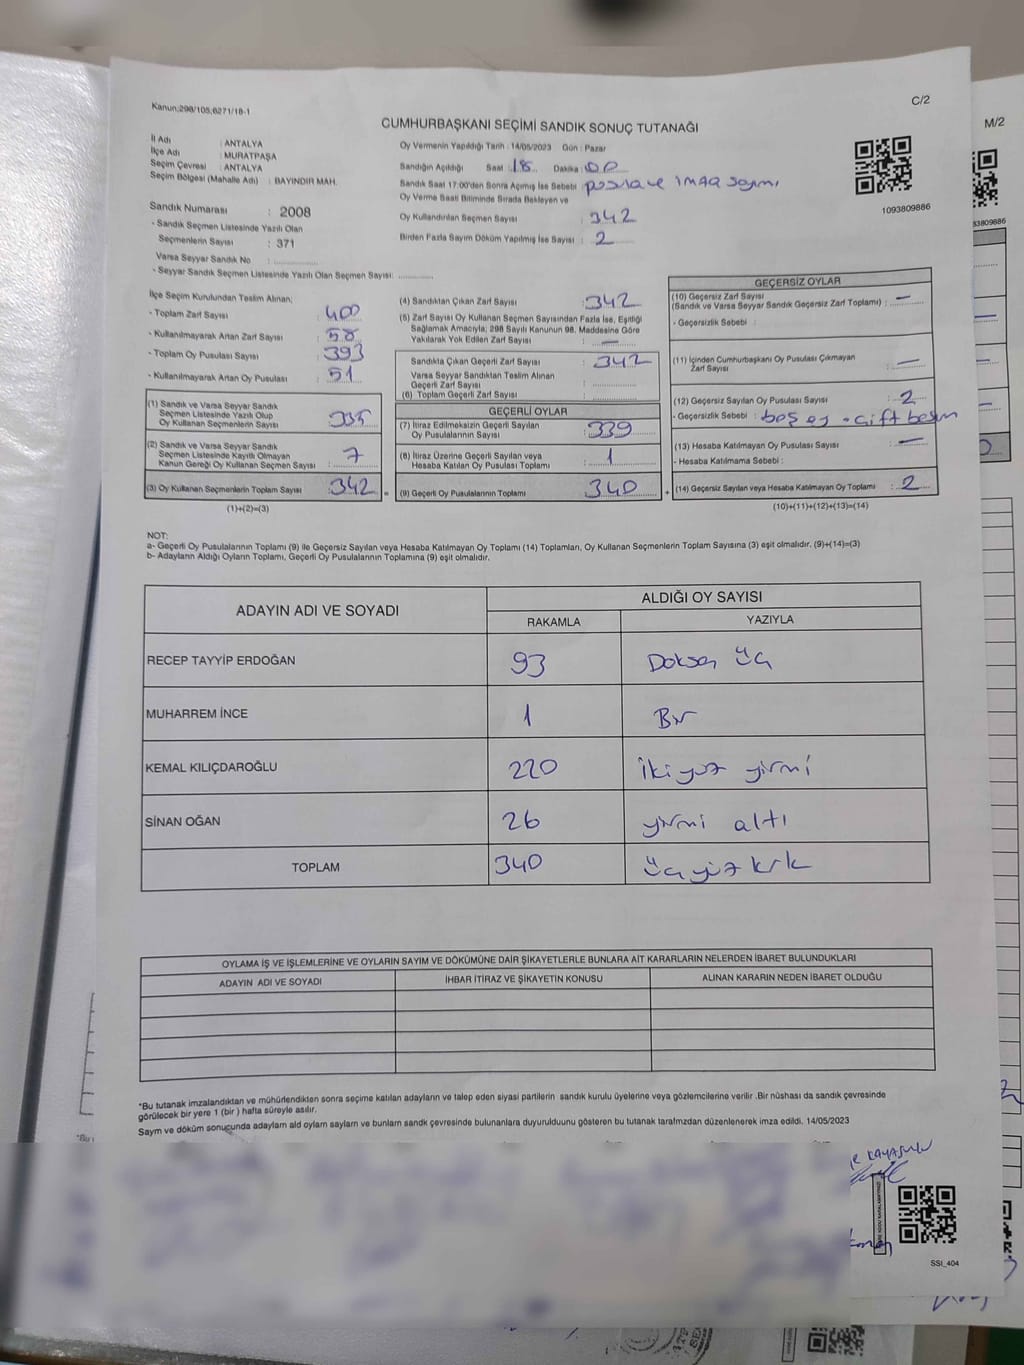 Kanun:298/105,6271/18-1
C/2
M/2
CUMHURBAŞKANI SEÇİMİ SANDIK SONUÇ TUTANAĞI
İl Adı : ANTALYA
İlçe Adı : MURATPAŞA
Seçim Çevresi : ANTALYA
Seçim Bölgesi (Mahalle Adı) : BAYINDIR MAH.
Oy Vermenin Yapıldığı Tarih : 14/05/2023 Gün : Pazar
Sandığın Açıldığı Saat : 18 Dakika : 00
Sandık Saat 17:00'den Sonra Açılmış İse Sebebi pusula ve imza sayımı
Oy Verme Saati Bitiminde Sırada Bekleyen ve
Oy Kullandırılan Seçmen Sayısı : 342
Birden Fazla Sayım Döküm Yapılmış İse Sayısı : 2
1093809886
Sandık Numarası : 2008
- Sandık Seçmen Listesinde Yazılı Olan
Seçmenlerin Sayısı : 371
Varsa Seyyar Sandık No :
- Seyyar Sandık Seçmen Listesinde Yazılı Olan Seçmen Sayısı:
İlçe Seçim Kurulundan Teslim Alınan;
- Toplam Zarf Sayısı : 400
- Kullanılmayarak Artan Zarf Sayısı : 58
- Toplam Oy Pusulası Sayısı : 393
- Kullanılmayarak Artan Oy Pusulası : 51
(1) Sandık ve Varsa Seyyar Sandık
Seçmen Listesinde Yazılı Olup
Oy Kullanan Seçmenlerin Sayısı : 335
(2) Sandık ve Varsa Seyyar Sandık
Seçmen Listesinde Kayıtlı Olmayan
Kanun Gereği Oy Kullanan Seçmen Sayısı : 7
(3) Oy Kullanan Seçmenlerin Toplam Sayısı : 342
(1)+(2)=(3)
(4) Sandıktan Çıkan Zarf Sayısı : 342
(5) Zarf Sayısı Oy Kullanan Seçmen Sayısından Fazla İse, Eşitliği
Sağlamak Amacıyla; 298 Sayılı Kanunun 98. Maddesine Göre
Yakılarak Yok Edilen Zarf Sayısı : —
Sandıkta Çıkan Geçerli Zarf Sayısı : 342
Varsa Seyyar Sandıktan Teslim Alınan
Geçerli Zarf Sayısı :
(6) Toplam Geçerli Zarf Sayısı :
GEÇERLİ OYLAR
(7) İtiraz Edilmeksizin Geçerli Sayılan
Oy Pusulalarının Sayısı : 339
(8) İtiraz Üzerine Geçerli Sayılan veya
Hesaba Katılan Oy Pusulası Toplamı : 1
(9) Geçerli Oy Pusulalarının Toplamı : 340
GEÇERSİZ OYLAR
(10) Geçersiz Zarf Sayısı
(Sandık ve Varsa Seyyar Sandık Geçersiz Zarf Toplamı) : —
- Geçersizlik Sebebi :
(11) İçinden Cumhurbaşkanı Oy Pusulası Çıkmayan
Zarf Sayısı : —
(12) Geçersiz Sayılan Oy Pusulası Sayısı : 2
- Geçersizlik Sebebi : boş oy - çift basım
(13) Hesaba Katılmayan Oy Pusulası Sayısı : —
- Hesaba Katılmama Sebebi :
(14) Geçersiz Sayılan veya Hesaba Katılmayan Oy Toplamı : 2
(10)+(11)+(12)+(13)=(14)
NOT:
a- Geçerli Oy Pusulalarının Toplamı (9) ile Geçersiz Sayılan veya Hesaba Katılmayan Oy Toplamı (14) Toplamları, Oy Kullanan Seçmenlerin Toplam Sayısına (3) eşit olmalıdır. (9)+(14)=(3)
b- Adayların Aldığı Oyların Toplamı, Geçerli Oy Pusulalarının Toplamına (9) eşit olmalıdır.
ADAYIN ADI VE SOYADI ALDIĞI OY SAYISI
RAKAMLA YAZIYLA
RECEP TAYYİP ERDOĞAN 93 Doksan üç
MUHARREM İNCE 1 Bir
KEMAL KILIÇDAROĞLU 220 İki yüz yirmi
SİNAN OĞAN 26 yirmi altı
TOPLAM 340 üç yüz kırk
OYLAMA İŞ VE İŞLEMLERİNE VE OYLARIN SAYIM VE DÖKÜMÜNE DAİR ŞİKAYETLERLE BUNLARA AİT KARARLARIN NELERDEN İBARET BULUNDUKLARI
ADAYIN ADI VE SOYADI İHBAR İTİRAZ VE ŞİKAYETİN KONUSU ALINAN KARARIN NEDEN İBARET OLDUĞU
*Bu tutanak imzalandıktan ve mühürlendikten sonra seçime katılan adayların ve talep eden siyasi partilerin sandık kurulu üyelerine veya gözlemcilerine verilir .Bir nüshası da sandık çevresinde
görülecek bir yere 1 (bir ) hafta süreyle asılır.
Sayım ve döküm sonuçunda adaylam ald oylam saylam ve bunlam sandk çevresinde bulunanlara duyurulduunu gösteren bu tutanak tarafmzdan düzenlenerek imza edildi. 14/05/2023
SSI_404